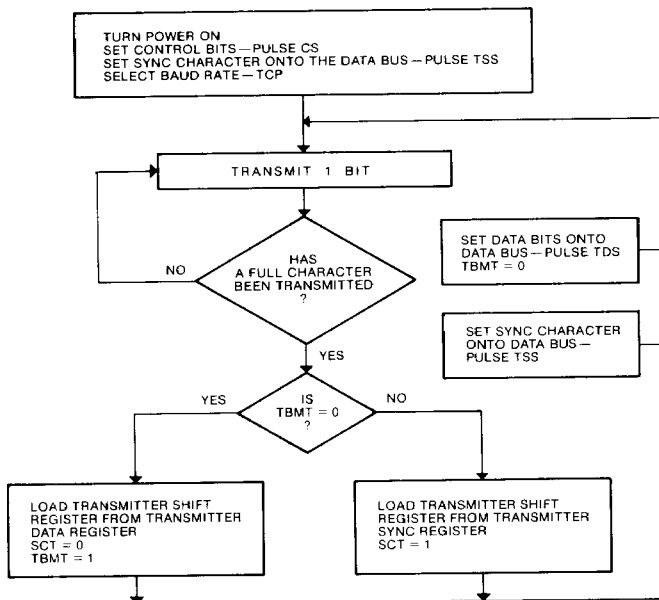 TURN POWER ON
SET CONTROL BITS—PULSE CS
SET SYNC CHARACTER ONTO THE DATA BUS—PULSE TSS
SELECT BAUD RATE—TCP
TRANSMIT 1 BIT
HAS
A FULL CHARACTER
BEEN TRANSMITTED
?
NO
YES
SET DATA BITS ONTO
DATA BUS—PULSE TDS
TBMT = 0
SET SYNC CHARACTER
ONTO DATA BUS—
PULSE TSS
IS
TBMT = 0
?
YES
NO
LOAD TRANSMITTER SHIFT
REGISTER FROM TRANSMITTER
DATA REGISTER
SCT = 0
TBMT = 1
LOAD TRANSMITTER SHIFT
REGISTER FROM TRANSMITTER
SYNC REGISTER
SCT = 1